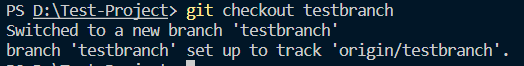 PS D:\Test-Project> git checkout testbranch
Switched to a new branch 'testbranch'
branch 'testbranch' set up to track 'origin/testbranch'.